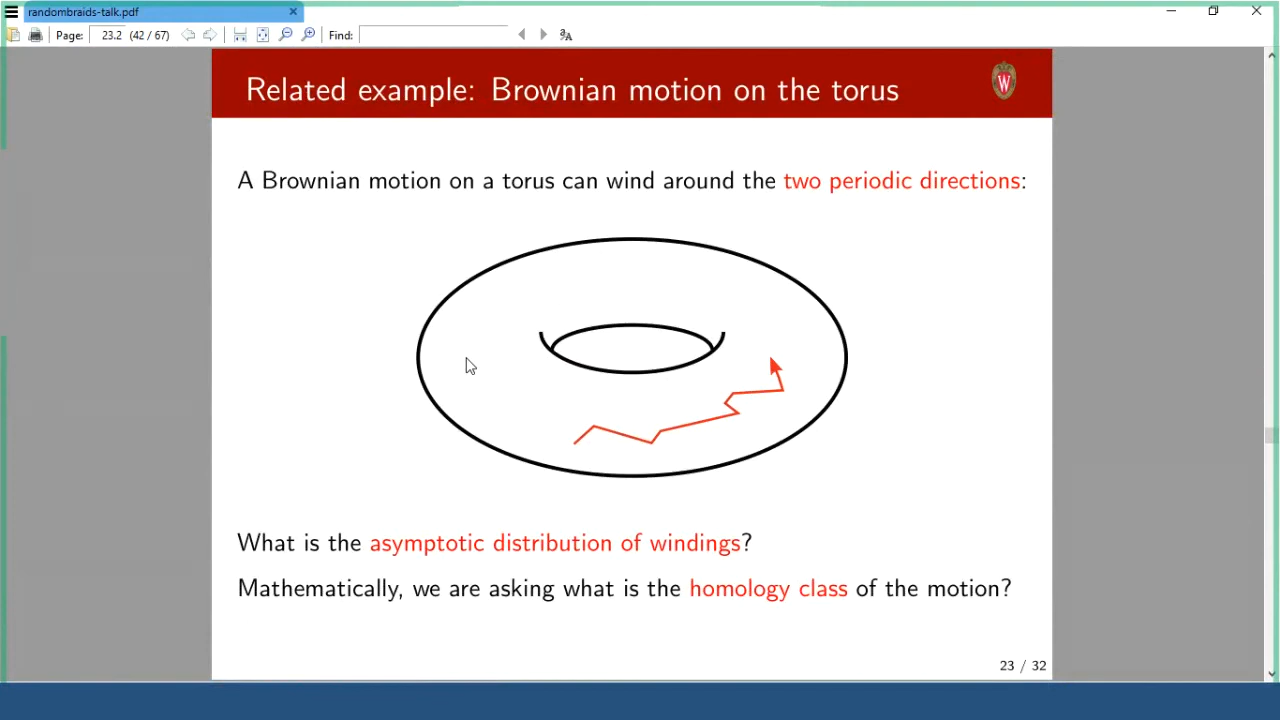 randombraids-talk.pdf
Page: 23.2 (42 / 67) Find:
Related example: Brownian motion on the torus
W
A Brownian motion on a torus can wind around the two periodic directions:
What is the asymptotic distribution of windings?
Mathematically, we are asking what is the homology class of the motion?
23 / 32